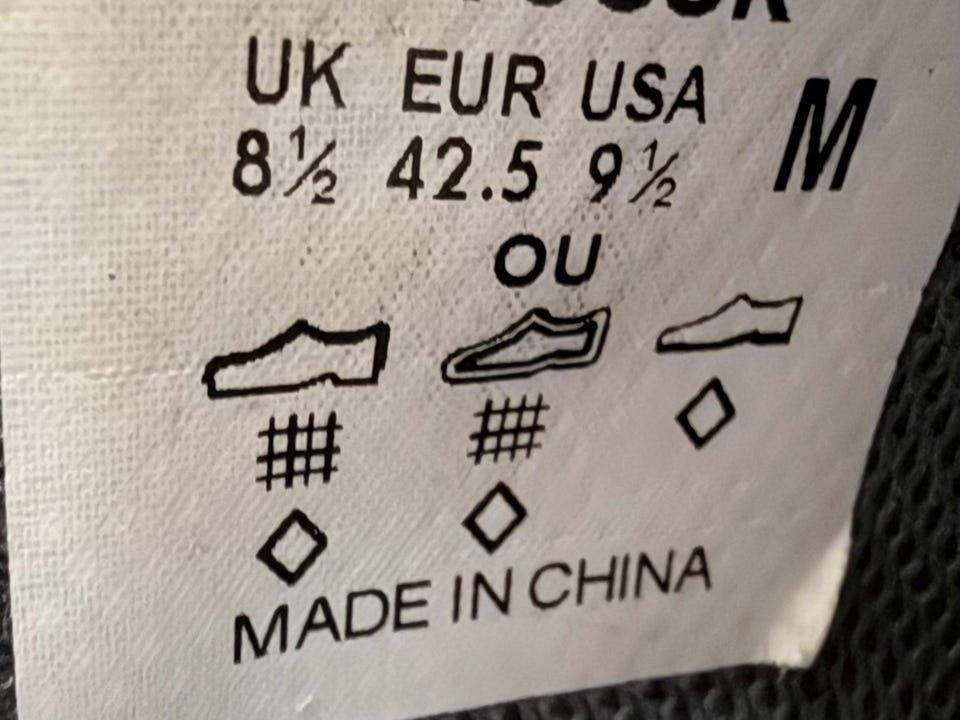 UK EUR USA M
8½ 42.5 9½
OU
MADE IN CHINA